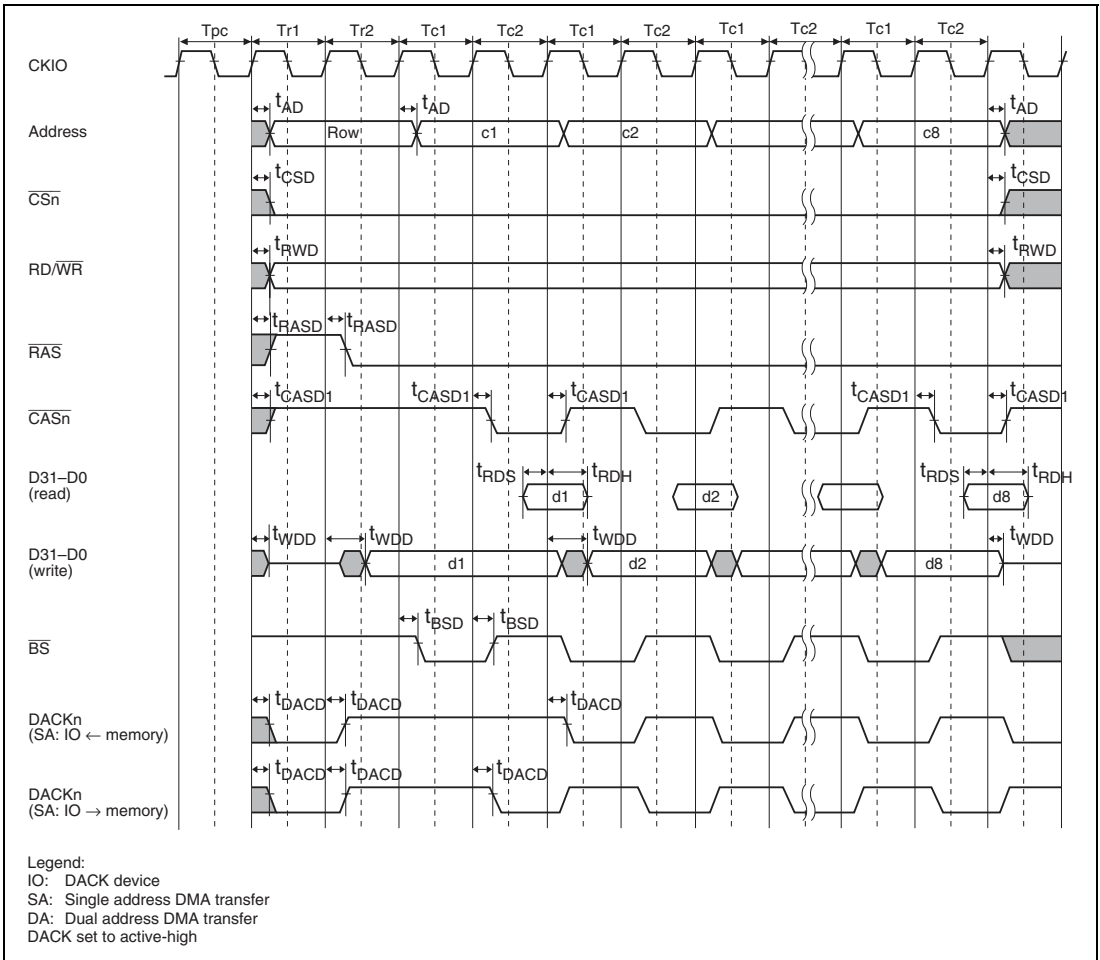 Tpc Tr1 Tr2 Tc1 Tc2 Tc1 Tc2 Tc1 Tc2 Tc1 Tc2
CKIO
tAD tAD tAD
Address Row c1 c2 c8
tCSD tCSD
CSn
tRWD tRWD
RD/WR
tRASD tRASD
RAS
tCASD1 tCASD1 tCASD1 tCASD1 tCASD1
CASn
D31–D0
(read)
tRDS d1 tRDH d2 tRDS d8 tRDH
D31–D0
(write)
tWDD tWDD tWDD tWDD
d1 d2 d8
tBSD tBSD
BS
tDACD tDACD tDACD
DACKn
(SA: IO ← memory)
tDACD tDACD tDACD
DACKn
(SA: IO → memory)
Legend:
IO: DACK device
SA: Single address DMA transfer
DA: Dual address DMA transfer
DACK set to active-high